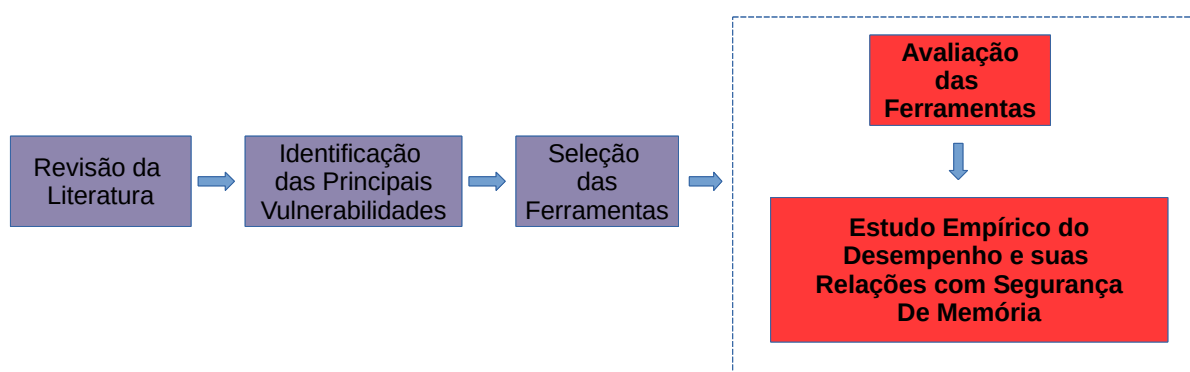 Revisão da
Literatura
Identificação
das Principais
Vulnerabilidades
Seleção
das
Ferramentas
Avaliação
das
Ferramentas
Estudo Empírico do
Desempenho e suas
Relações com Segurança
De Memória